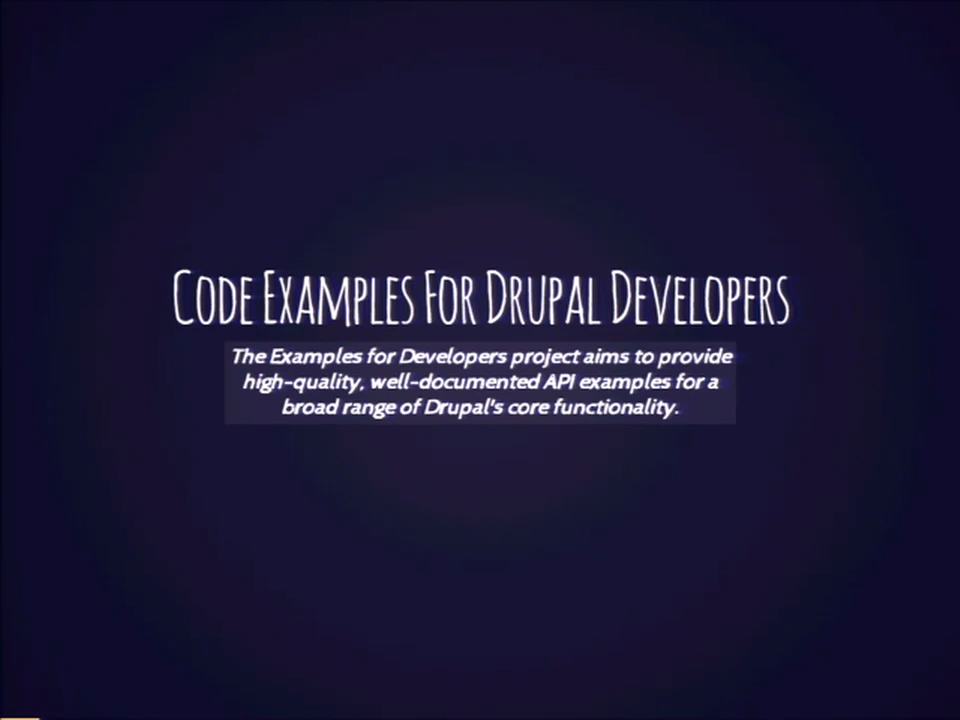 Code Examples For Drupal Developers
The Examples for Developers project aims to provide
high-quality, well-documented API examples for a
broad range of Drupal's core functionality.